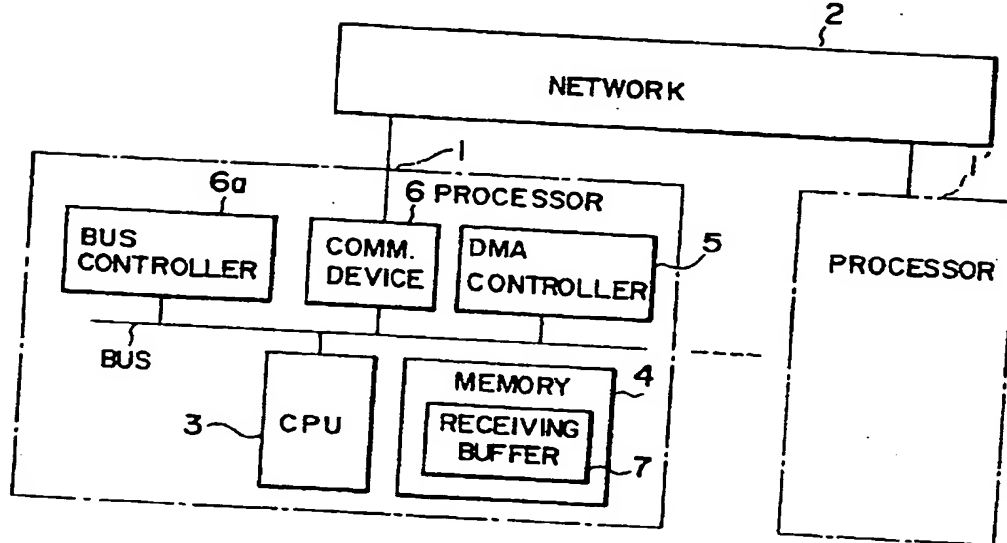 2
NETWORK
1
1'
6a
6 PROCESSOR
BUS
CONTROLLER
COMM.
DEVICE
DMA
CONTROLLER
5
PROCESSOR
BUS
3
CPU
MEMORY
4
RECEIVING
BUFFER
7